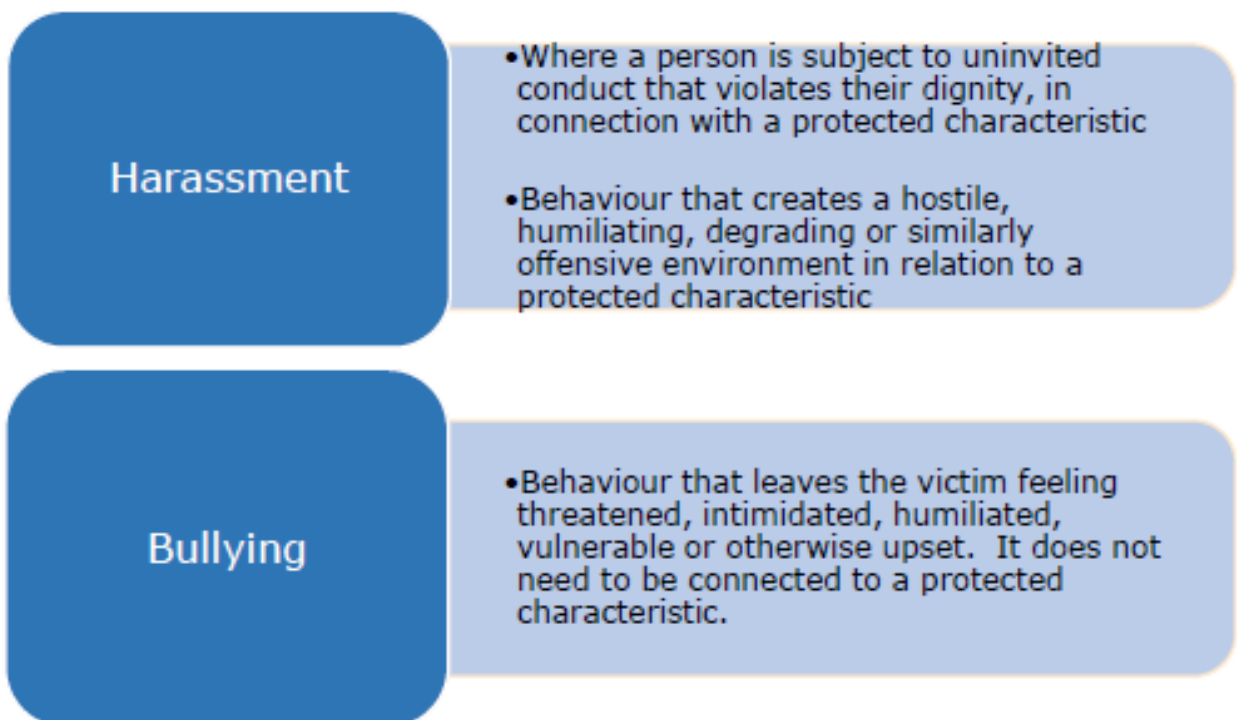 Harassment
•Where a person is subject to uninvited
conduct that violates their dignity, in
connection with a protected characteristic
•Behaviour that creates a hostile,
humiliating, degrading or similarly
offensive environment in relation to a
protected characteristic
Bullying
•Behaviour that leaves the victim feeling
threatened, intimidated, humiliated,
vulnerable or otherwise upset.  It does not
need to be connected to a protected
characteristic.